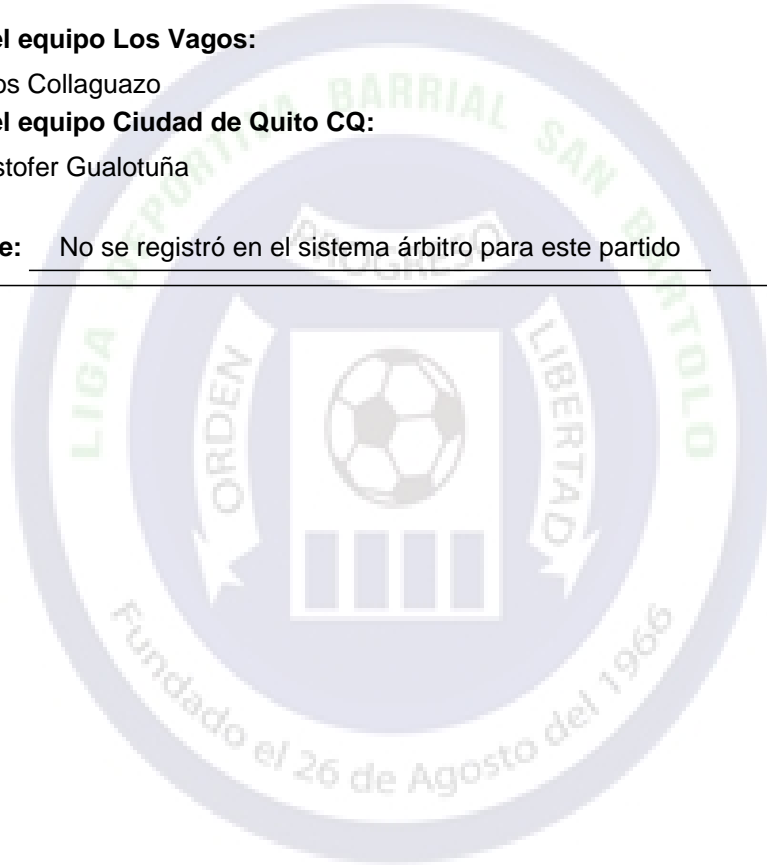 el equipo Los Vagos:
os Collaguazo
el equipo Ciudad de Quito CQ:
stofer Gualotuña
e: No se registró en el sistema árbitro para este partido
LIGA DEPORTIVA BARRIAL SAN BARTOLO
PROGRESO
ORDEN
LIBERTAD
Fundado el 26 de Agosto del 1966